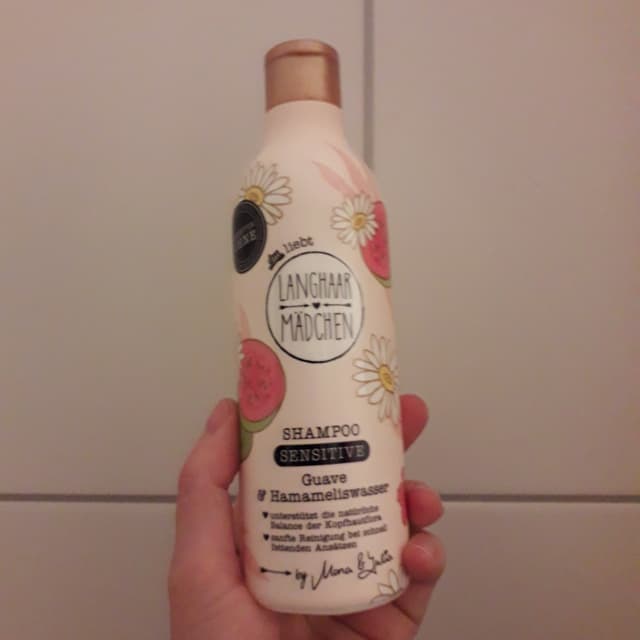 liebt
LANGHAAR
MÄDCHEN
SHAMPOO
SENSITIVE
Guave
& Hamameliswasser
unterstützt die natürliche
Balance der Kopfhautflora
sanfte Reinigung bei schnell
fettenden Ansätzen
by Mona & Julia